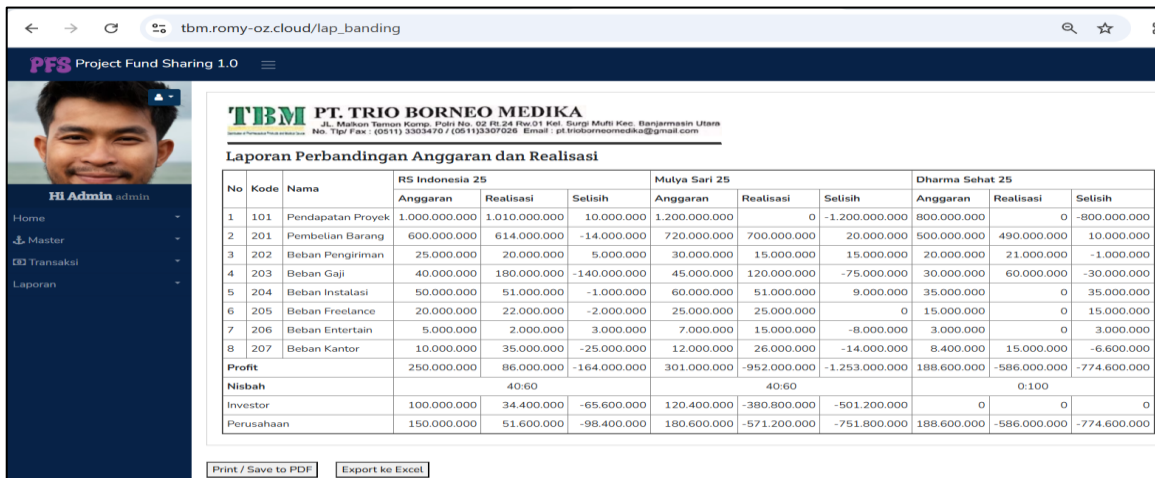 tbm.romy-oz.cloud/lap_banding
PFS Project Fund Sharing 1.0
TBM PT. TRIO BORNEO MEDIKA
JL. Malkon Temon Komp. Polri No. 02 Rt.24 Rw.01 Kel. Surgi Mufti Kec. Banjarmasin Utara
No. Tlp/ Fax : (0511) 3303470 / (0511)3307026 Email : pt.trioborneomedika@gmail.com
Laporan Perbandingan Anggaran dan Realisasi
Hi Admin admin
Home
Master
Transaksi
Laporan
No Kode Nama RS Indonesia 25 Mulya Sari 25 Dharma Sehat 25
Anggaran Realisasi Selisih Anggaran Realisasi Selisih Anggaran Realisasi Selisih
1 101 Pendapatan Proyek 1.000.000.000 1.010.000.000 10.000.000 1.200.000.000 0 -1.200.000.000 800.000.000 0 -800.000.000
2 201 Pembelian Barang 600.000.000 614.000.000 -14.000.000 720.000.000 700.000.000 20.000.000 500.000.000 490.000.000 10.000.000
3 202 Beban Pengiriman 25.000.000 20.000.000 5.000.000 30.000.000 15.000.000 15.000.000 20.000.000 21.000.000 -1.000.000
4 203 Beban Gaji 40.000.000 180.000.000 -140.000.000 45.000.000 120.000.000 -75.000.000 30.000.000 60.000.000 -30.000.000
5 204 Beban Instalasi 50.000.000 51.000.000 -1.000.000 60.000.000 51.000.000 9.000.000 35.000.000 0 35.000.000
6 205 Beban Freelance 20.000.000 22.000.000 -2.000.000 25.000.000 25.000.000 0 15.000.000 0 15.000.000
7 206 Beban Entertain 5.000.000 2.000.000 3.000.000 7.000.000 15.000.000 -8.000.000 3.000.000 0 3.000.000
8 207 Beban Kantor 10.000.000 35.000.000 -25.000.000 12.000.000 26.000.000 -14.000.000 8.400.000 15.000.000 -6.600.000
Profit 250.000.000 86.000.000 -164.000.000 301.000.000 -952.000.000 -1.253.000.000 188.600.000 -586.000.000 -774.600.000
Nisbah 40:60 40:60 0:100
Investor 100.000.000 34.400.000 -65.600.000 120.400.000 -380.800.000 -501.200.000 0 0 0
Perusahaan 150.000.000 51.600.000 -98.400.000 180.600.000 -571.200.000 -751.800.000 188.600.000 -586.000.000 -774.600.000
Print / Save to PDF Export ke Excel